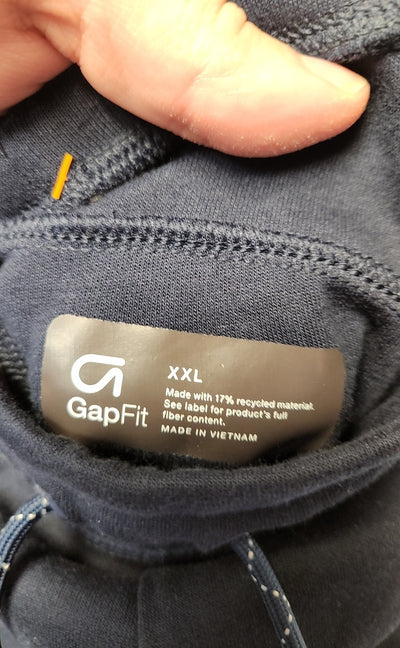 XXL
Made with 17% recycled material.
See label for product's full
fiber content.
MADE IN VIETNAM
GapFit